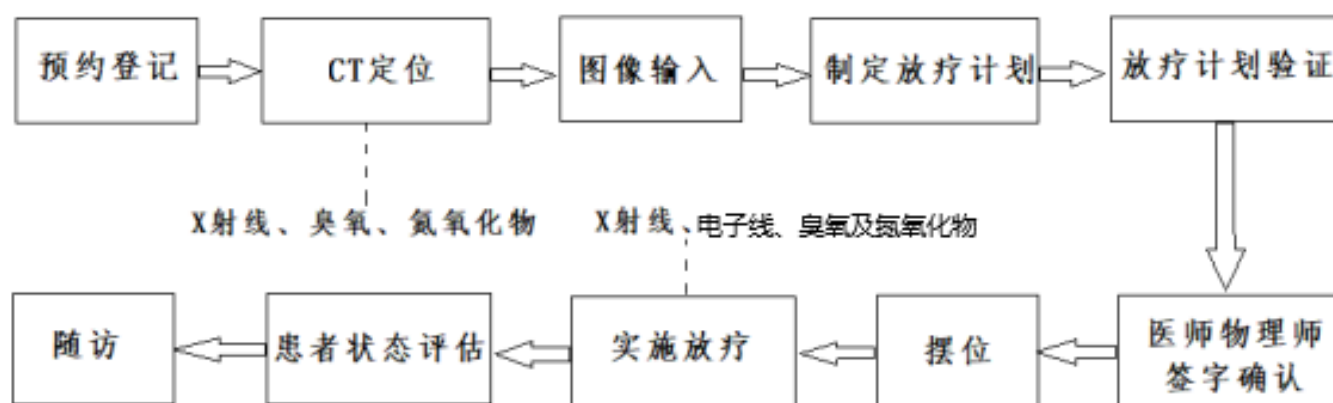 预约登记
CT定位
图像输入
制定放疗计划
放疗计划验证
X射线、臭氧、氮氧化物
X射线、电子线、臭氧及氮氧化物
随访
患者状态评估
实施放疗
摆位
医师物理师
签字确认